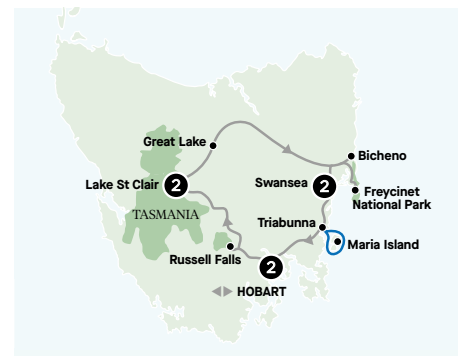 Great Lake
Bicheno
Lake St Clair 2
Swansea 2
Freycinet
National Park
TASMANIA
Triabunna
Maria Island
Russell Falls
2
HOBART